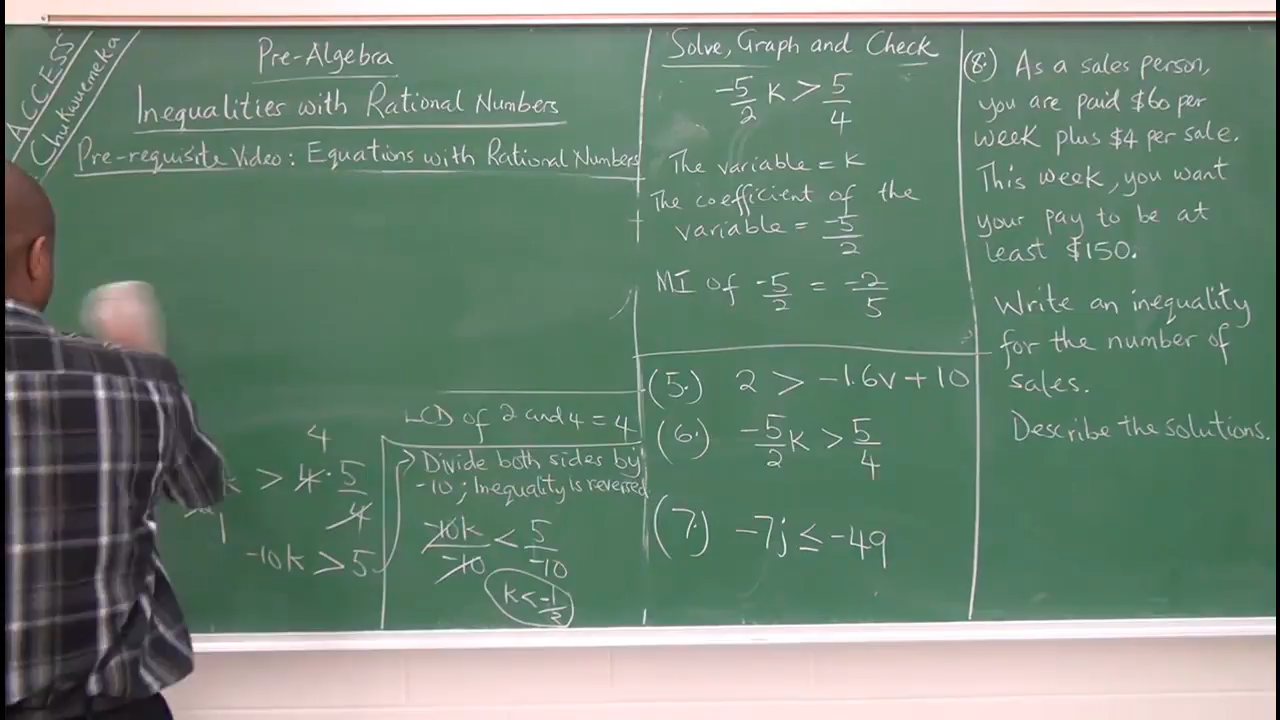 ACCESS
Chukwuemeka
Pre-Algebra
Inequalities with Rational Numbers
Pre-requisite Video: Equations with Rational Numbers
4
k > 4 · 5/4
1
-10k > 5
LCD of 2 and 4 = 4
Divide both sides by
-10; Inequality is reversed
-10k/-10 < 5/-10
k < -1/2
Solve, Graph and Check
-5/2 k > 5/4
The variable = k
The coefficient of the
variable = -5/2
MI of -5/2 = -2/5
(5.) 2 > -1.6v + 10
(6.) -5/2 k > 5/4
(7.) -7j ≤ -49
(8.) As a sales person,
you are paid $60 per
week plus $4 per sale.
This week, you want
your pay to be at
least $150.
Write an inequality
for the number of
sales.
Describe the solutions.